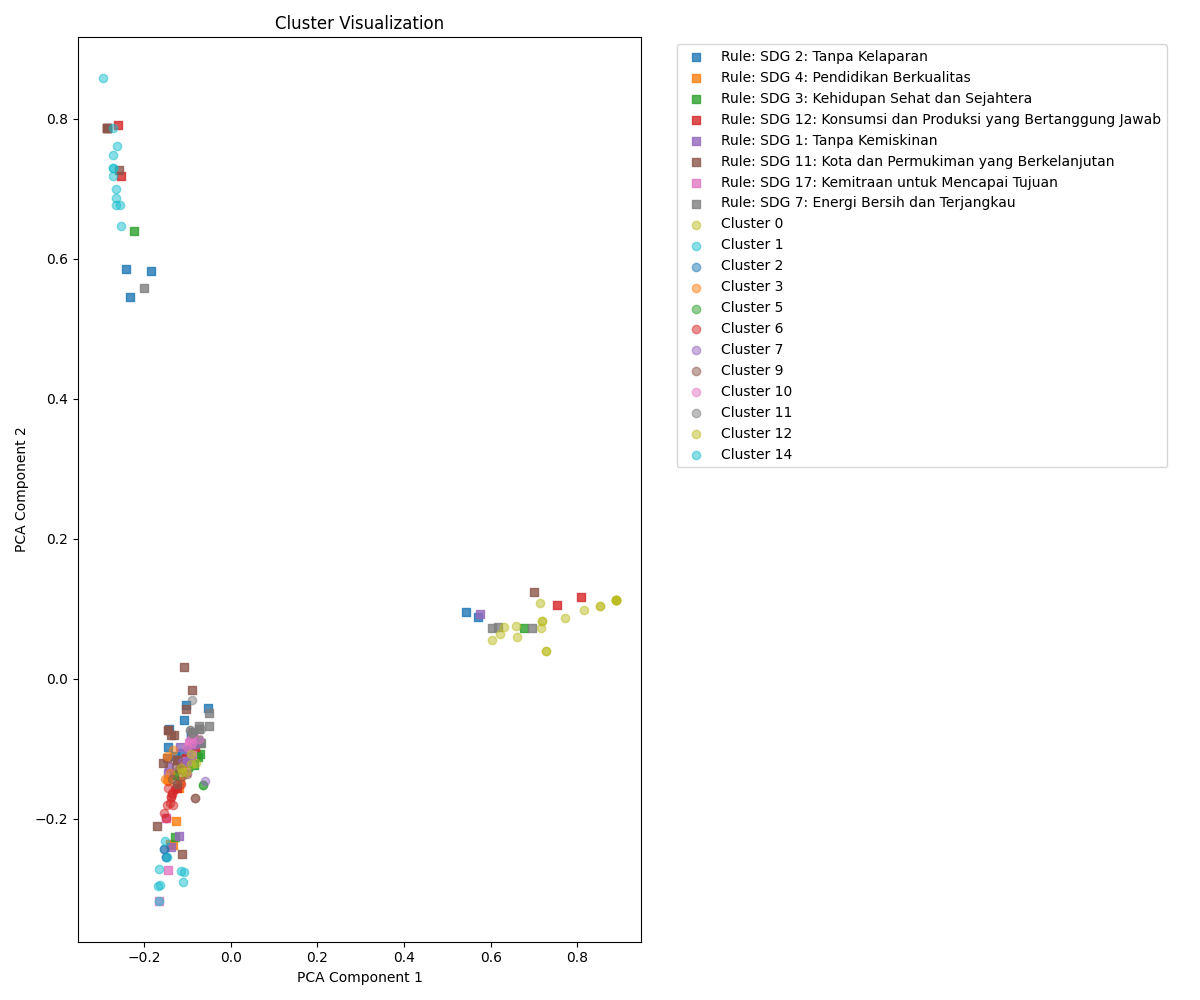 Cluster Visualization
Rule: SDG 2: Tanpa Kelaparan
Rule: SDG 4: Pendidikan Berkualitas
Rule: SDG 3: Kehidupan Sehat dan Sejahtera
Rule: SDG 12: Konsumsi dan Produksi yang Bertanggung Jawab
Rule: SDG 1: Tanpa Kemiskinan
Rule: SDG 11: Kota dan Permukiman yang Berkelanjutan
Rule: SDG 17: Kemitraan untuk Mencapai Tujuan
Rule: SDG 7: Energi Bersih dan Terjangkau
Cluster 0
Cluster 1
Cluster 2
Cluster 3
Cluster 5
Cluster 6
Cluster 7
Cluster 9
Cluster 10
Cluster 11
Cluster 12
Cluster 14
PCA Component 2
0.8
0.6
0.4
0.2
0.0
−0.2
−0.2 0.0 0.2 0.4 0.6 0.8
PCA Component 1